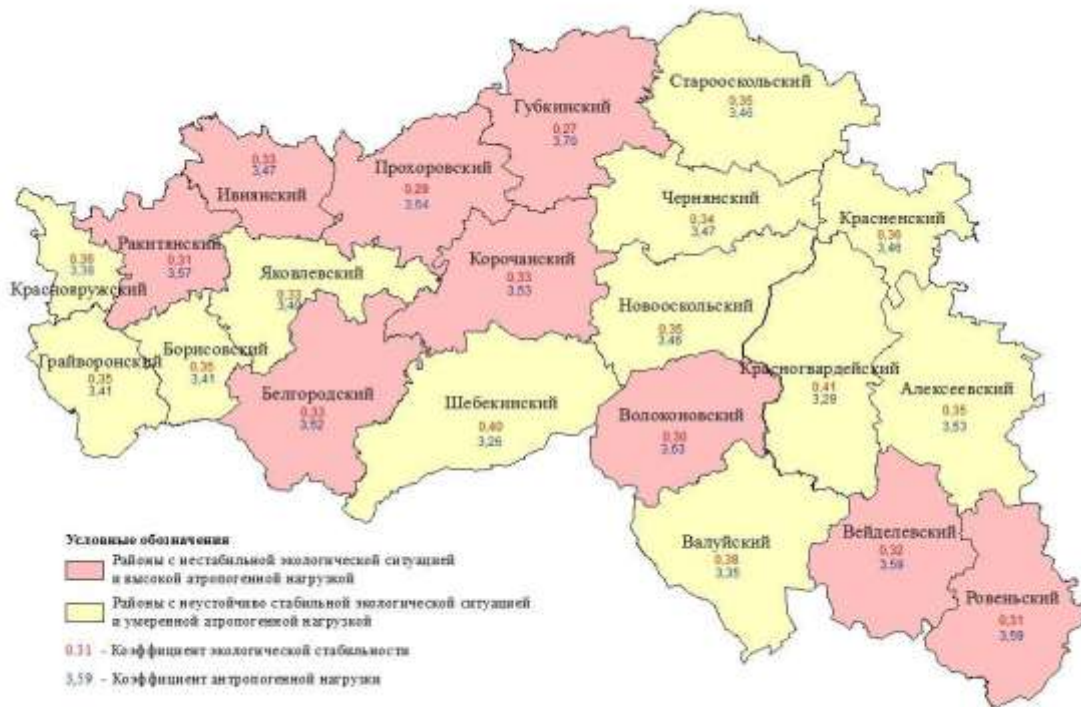 Старооскольский
0,35
3,46
Губкинский
0,27
3,70
Прохоровский
0,29
3,64
0,33
3,47
Ивнянский
Чернянский
0,34
3,47
Красненский
0,36
3,46
Ракитянский
0,31
3,57
0,36
3,38
Краснояружский
Яковлевский
0,33
Корочанский
0,33
3,53
Новооскольский
0,35
3,46
Грайворонский
0,35
3,41
Борисовский
0,35
3,41
Белгородский
0,33
3,52
Шебекинский
0,40
3,26
Волоконовский
0,30
3,63
Красногвардейский
0,41
3,29
Алексеевский
0,35
3,53
Валуйский
0,38
3,35
Вейделевский
0,32
3,59
Ровеньский
0,31
3,59
Условные обозначения
Районы с нестабильной экологической ситуацией
и высокой атропогенной нагрузкой
Районы с неустойчиво стабильной экологической ситуацией
и умеренной атропогенной нагрузкой
0,31 - Коэффициент экологической стабильности
3,59 - Коэффициент антропогенной нагрузки